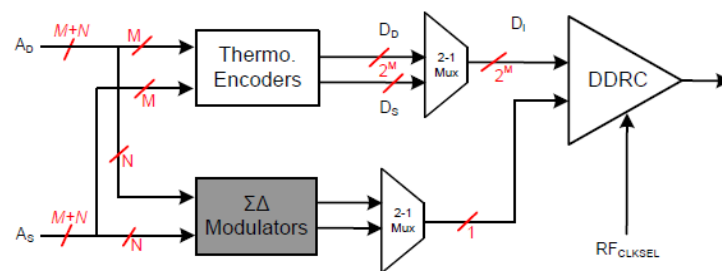 A_D
M+N
M
Thermo.
Encoders
M
D_D
2^M
D_S
2-1
Mux
D_I
2^M
DDRC
N
A_S
M+N
N
ΣΔ
Modulators
2-1
Mux
1
RF_CLKSEL